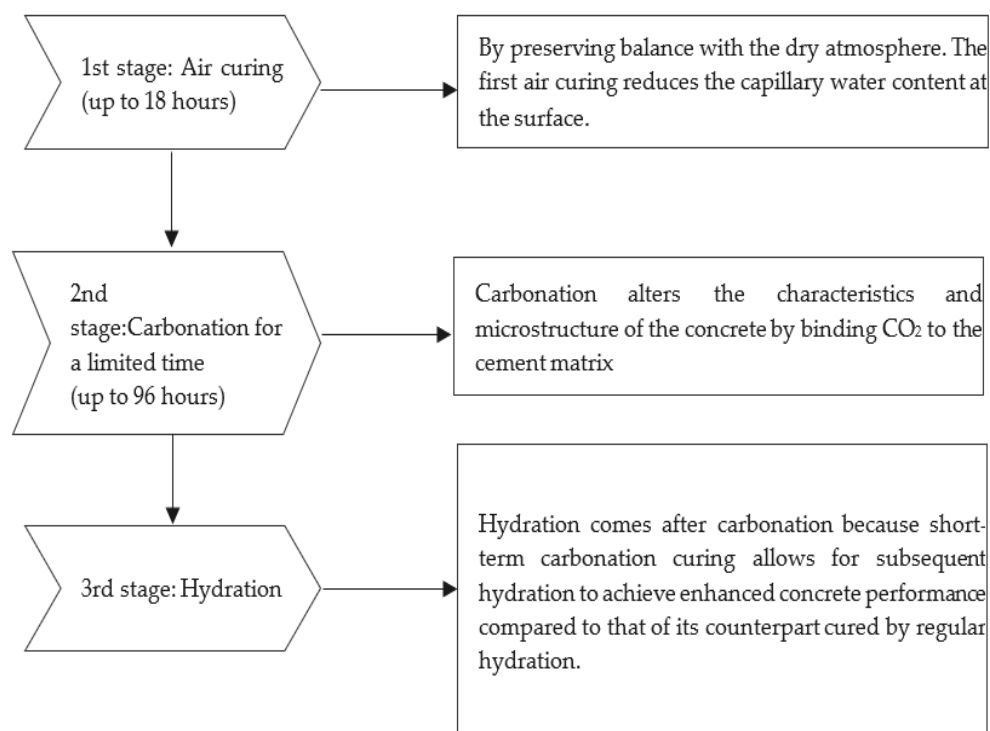 1st stage: Air curing
(up to 18 hours)
By preserving balance with the dry atmosphere. The
first air curing reduces the capillary water content at
the surface.
2nd
stage:Carbonation for
a limited time
(up to 96 hours)
Carbonation alters the characteristics and
microstructure of the concrete by binding CO₂ to the
cement matrix
3rd stage: Hydration
Hydration comes after carbonation because short-
term carbonation curing allows for subsequent
hydration to achieve enhanced concrete performance
compared to that of its counterpart cured by regular
hydration.